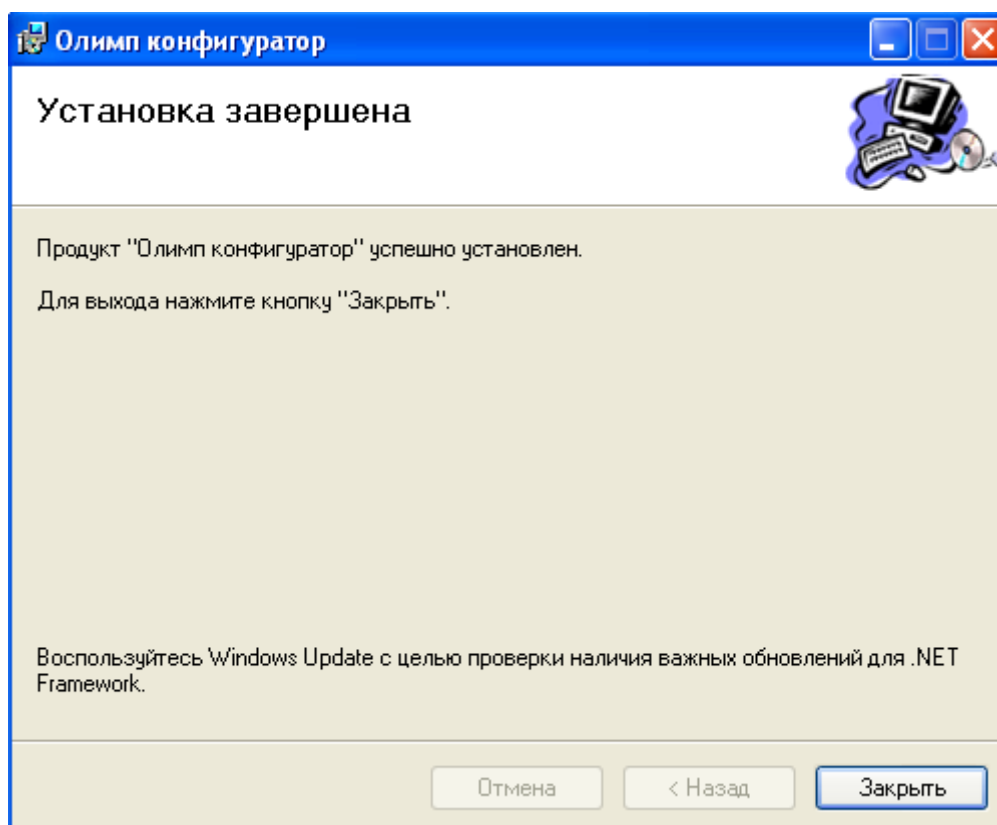 Олимп конфигуратор
Установка завершена
Продукт "Олимп конфигуратор" успешно установлен.
Для выхода нажмите кнопку "Закрыть".
Воспользуйтесь Windows Update с целью проверки наличия важных обновлений для .NET
Framework.
Отмена
< Назад
Закрыть